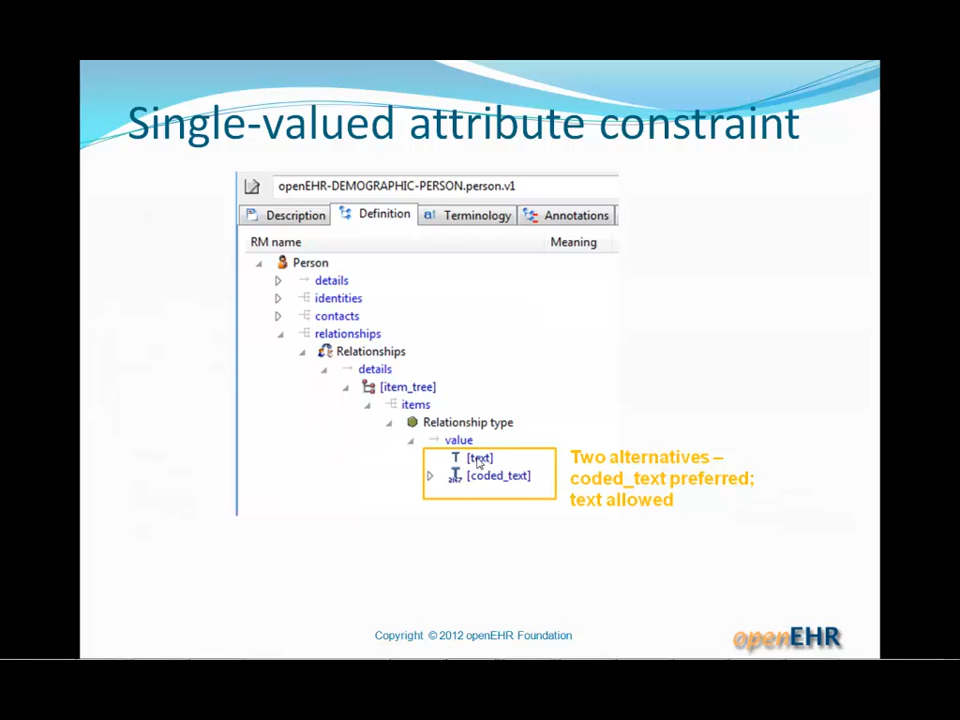 Single-valued attribute constraint
openEHR-DEMOGRAPHIC-PERSON.person.v1
Description Definition Terminology Annotations
RM name Meaning
Person
details
identities
contacts
relationships
Relationships
details
[item_tree]
items
Relationship type
value
[text]
[coded_text]
Two alternatives –
coded_text preferred;
text allowed
Copyright © 2012 openEHR Foundation
openEHR